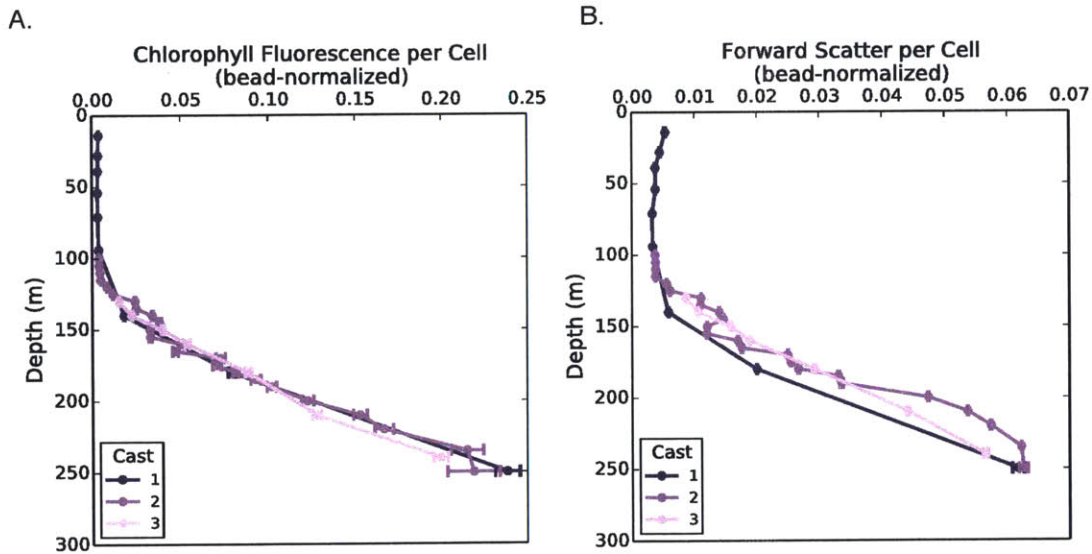 A.
Chlorophyll Fluorescence per Cell
(bead-normalized)
0.00 0.05 0.10 0.15 0.20 0.25
0
50
100
150
200
250
300
Depth (m)
Cast
1
2
3
B.
Forward Scatter per Cell
(bead-normalized)
0.00 0.01 0.02 0.03 0.04 0.05 0.06 0.07
0
50
100
150
200
250
300
Depth (m)
Cast
1
2
3